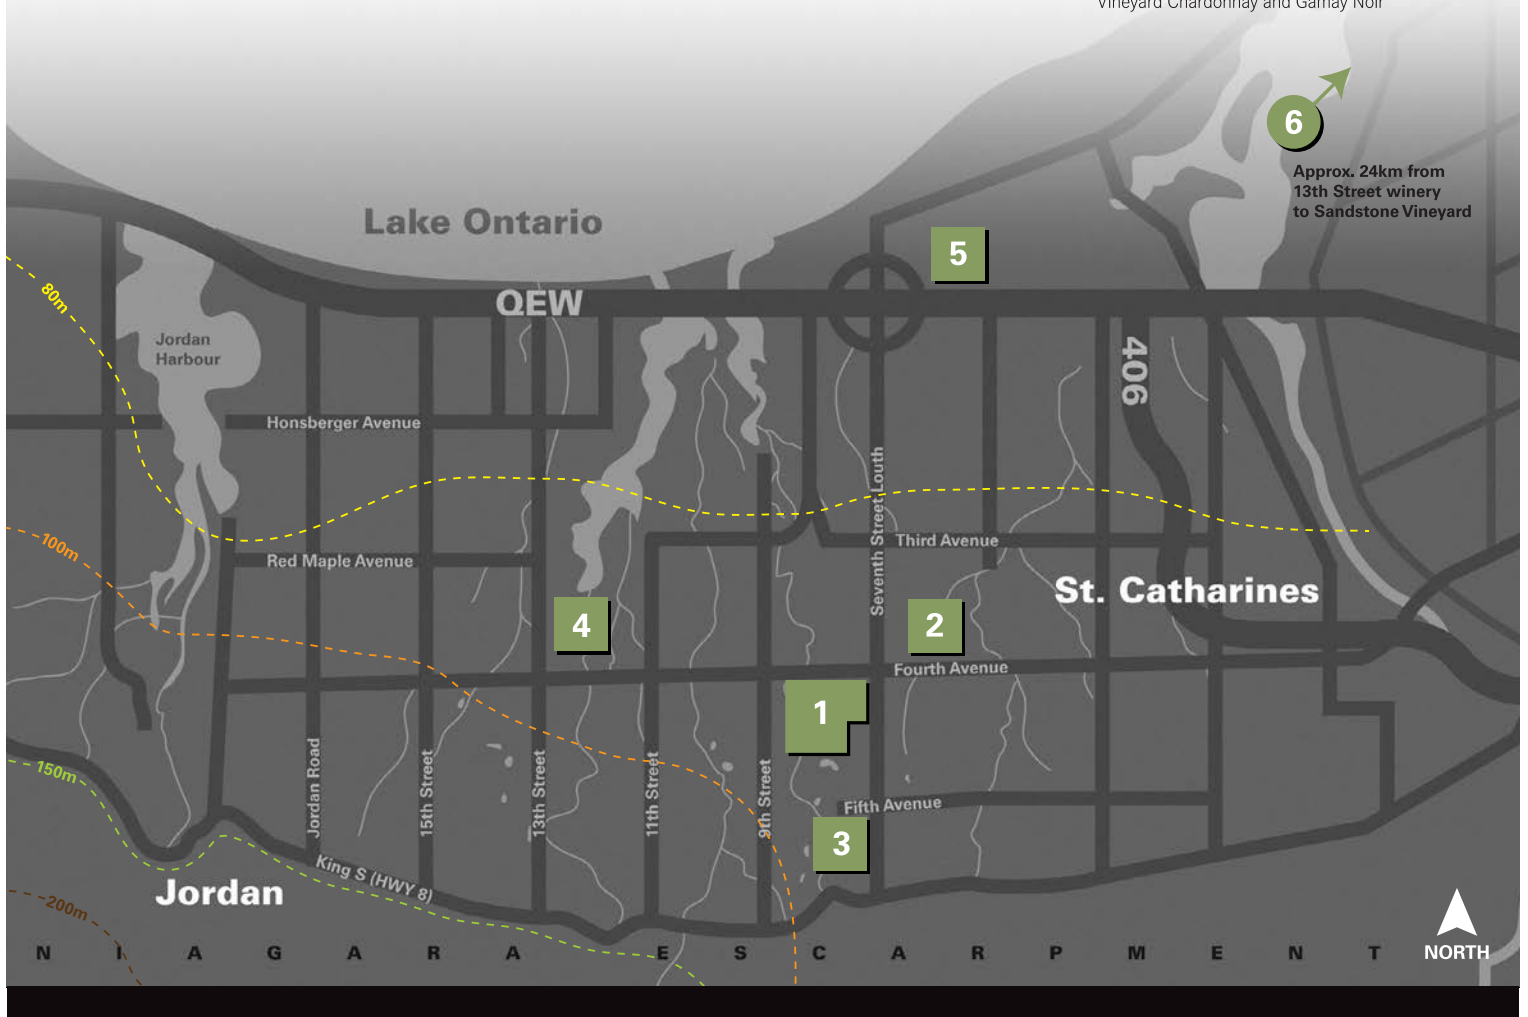 Vineyard Chardonnay and Gamay Noir
6
Approx. 24km from
13th Street winery
to Sandstone Vineyard
Lake Ontario
5
80m
QEW
Jordan
Harbour
406
Honsberger Avenue
Seventh Street Louth
100m
Third Avenue
Red Maple Avenue
St. Catharines
4
2
Fourth Avenue
1
150m
Jordan Road
15th Street
13th Street
11th Street
9th Street
Fifth Avenue
3
King S (HWY 8)
Jordan
200m
NIAGARA ESCARPMENT
NORTH